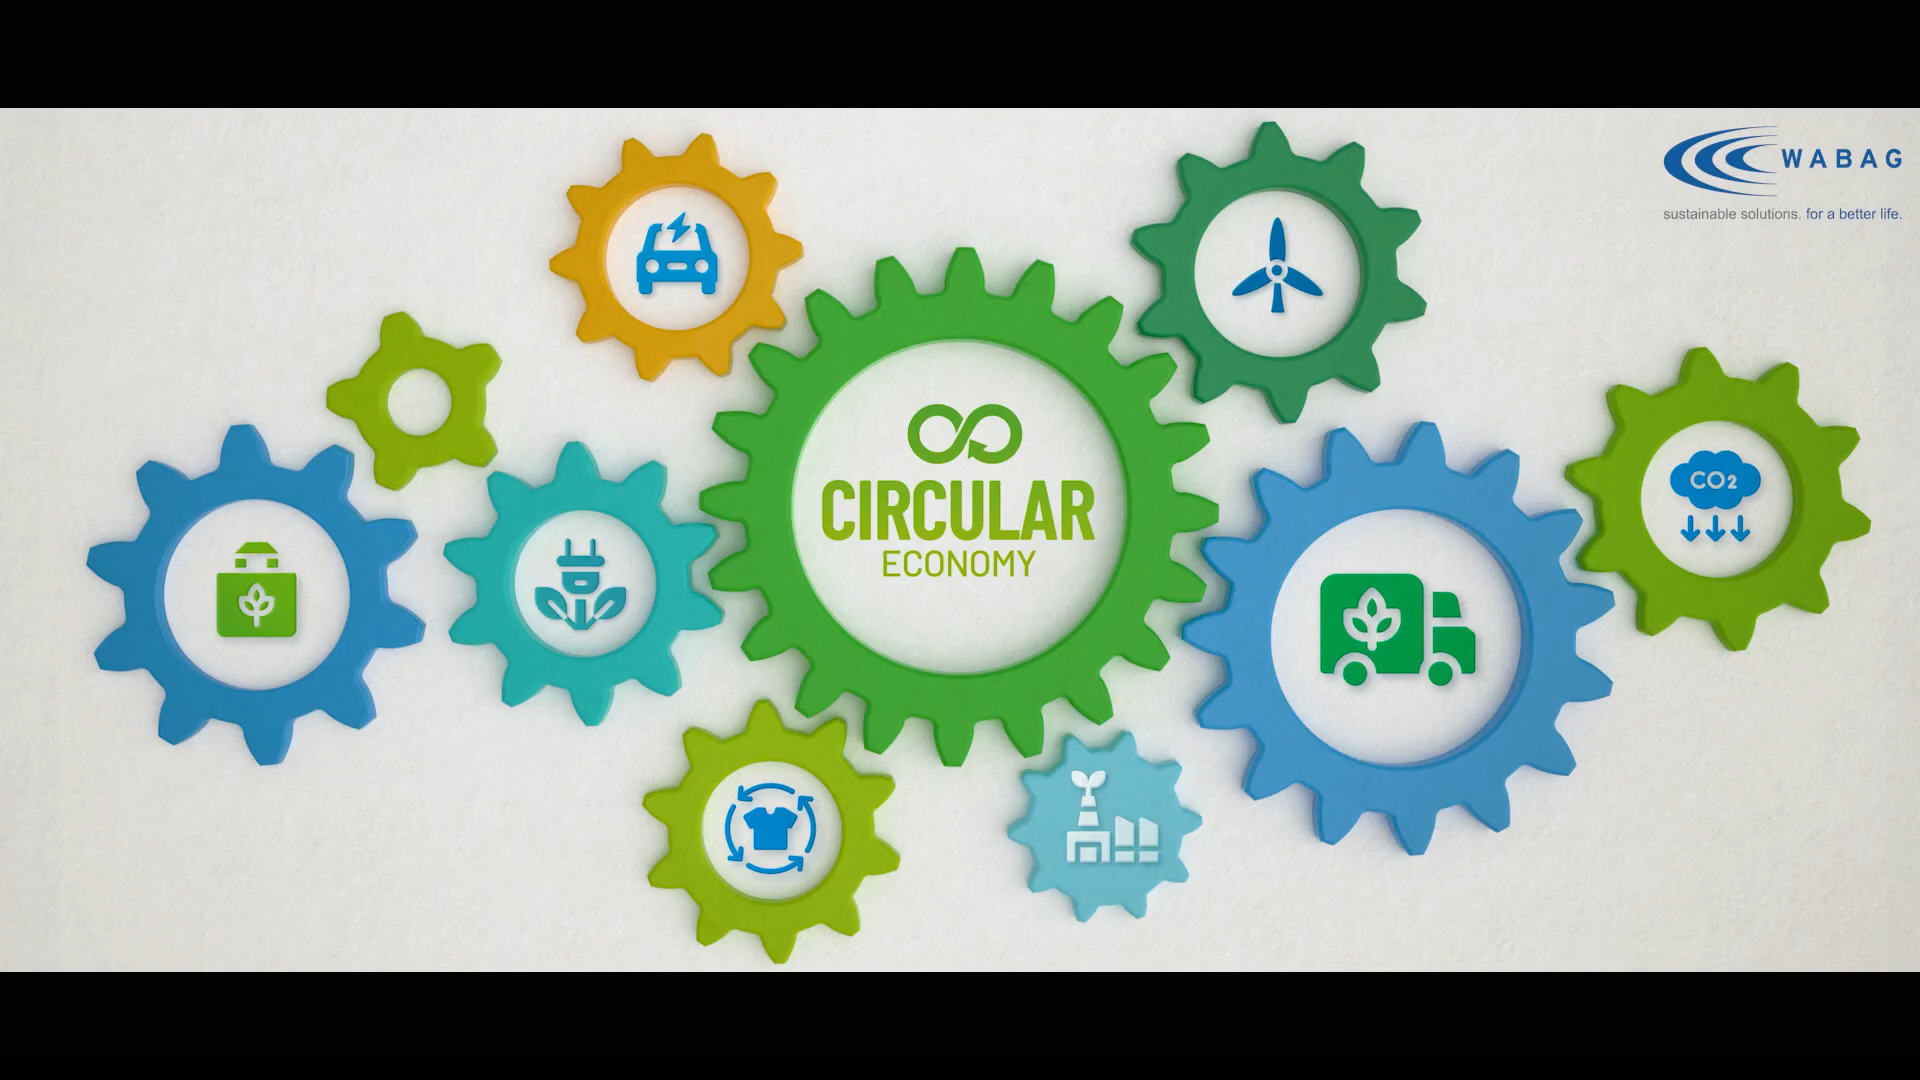 WABAG
sustainable solutions. for a better life.
CIRCULAR
ECONOMY
CO2